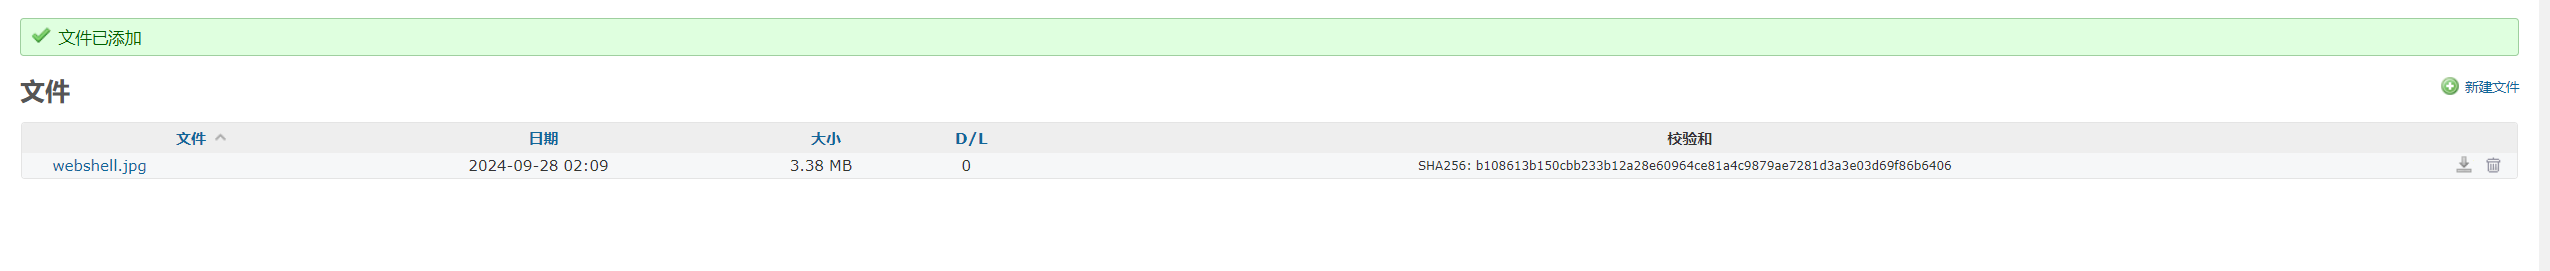 文件已添加
文件
新建文件
文件 日期 大小 D/L 校验和
webshell.jpg 2024-09-28 02:09 3.38 MB 0 SHA256: b108613b150cbb233b12a28e60964ce81a4c9879ae7281d3a3e03d69f86b6406